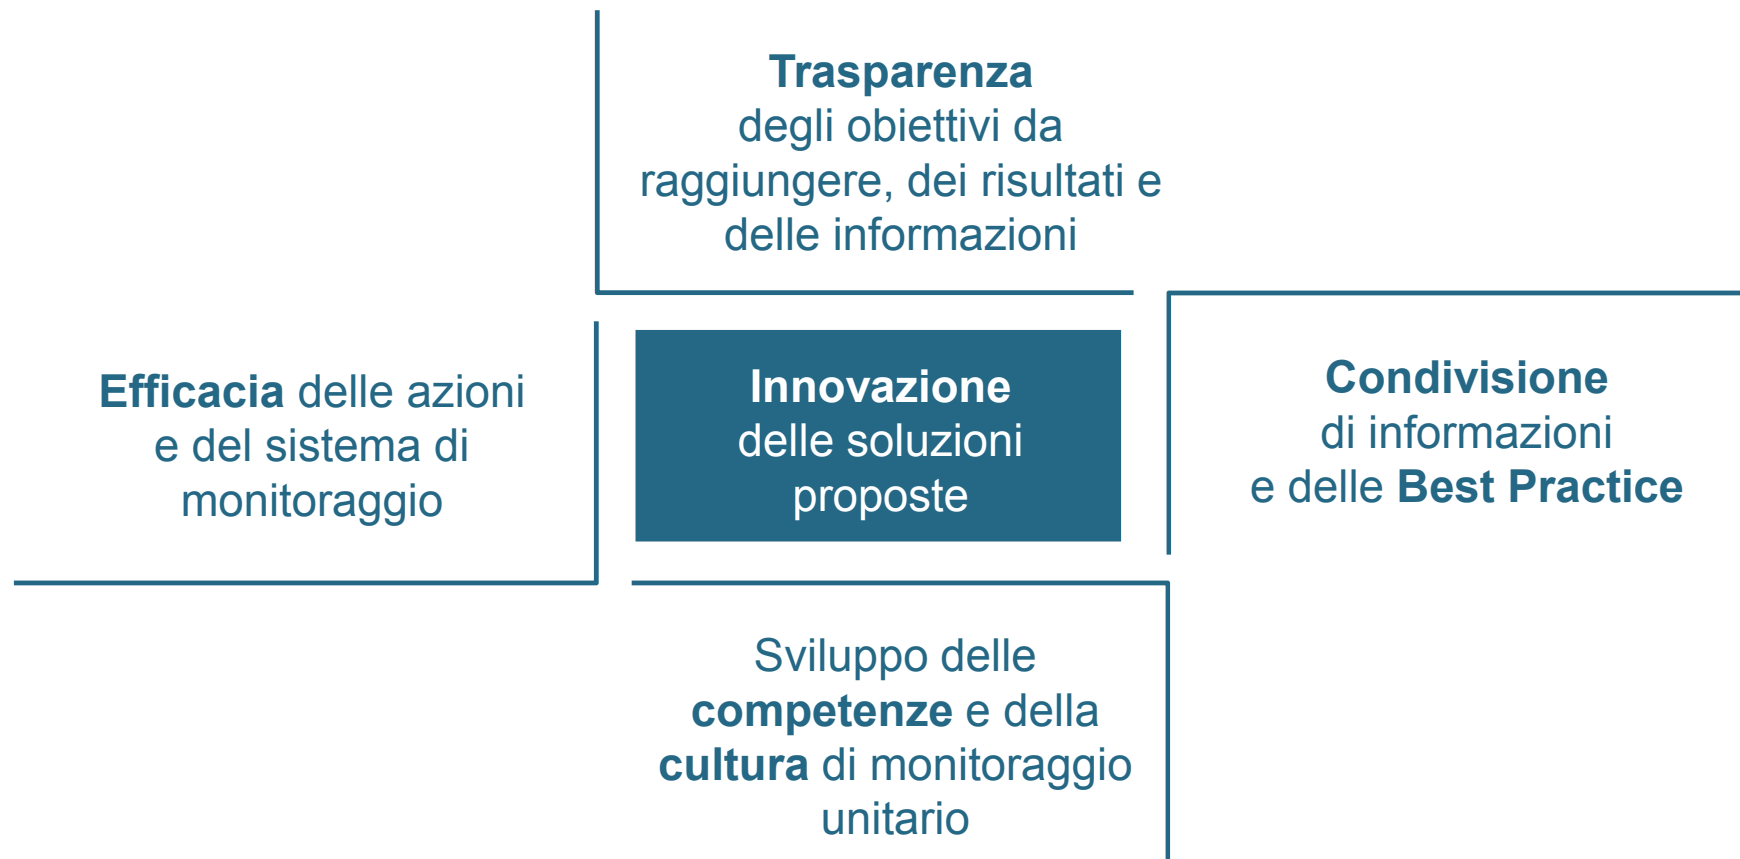 Trasparenza
degli obiettivi da
raggiungere, dei risultati e
delle informazioni
Efficacia delle azioni
e del sistema di
monitoraggio
Innovazione
delle soluzioni
proposte
Condivisione
di informazioni
e delle Best Practice
Sviluppo delle
competenze e della
cultura di monitoraggio
unitario